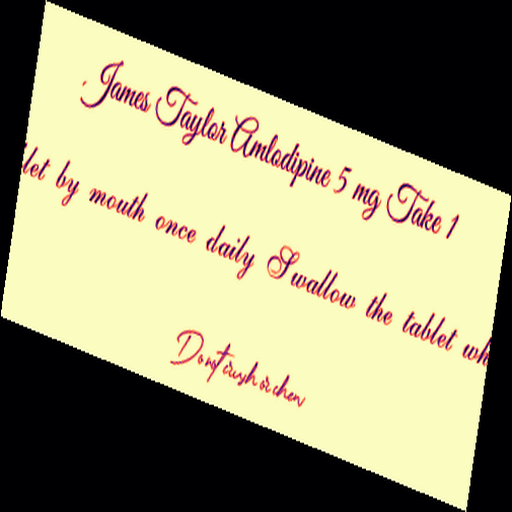 James Taylor Amlodipine 5 mg Take 1
let by mouth once daily Swallow the tablet wh
Don't crush or chew